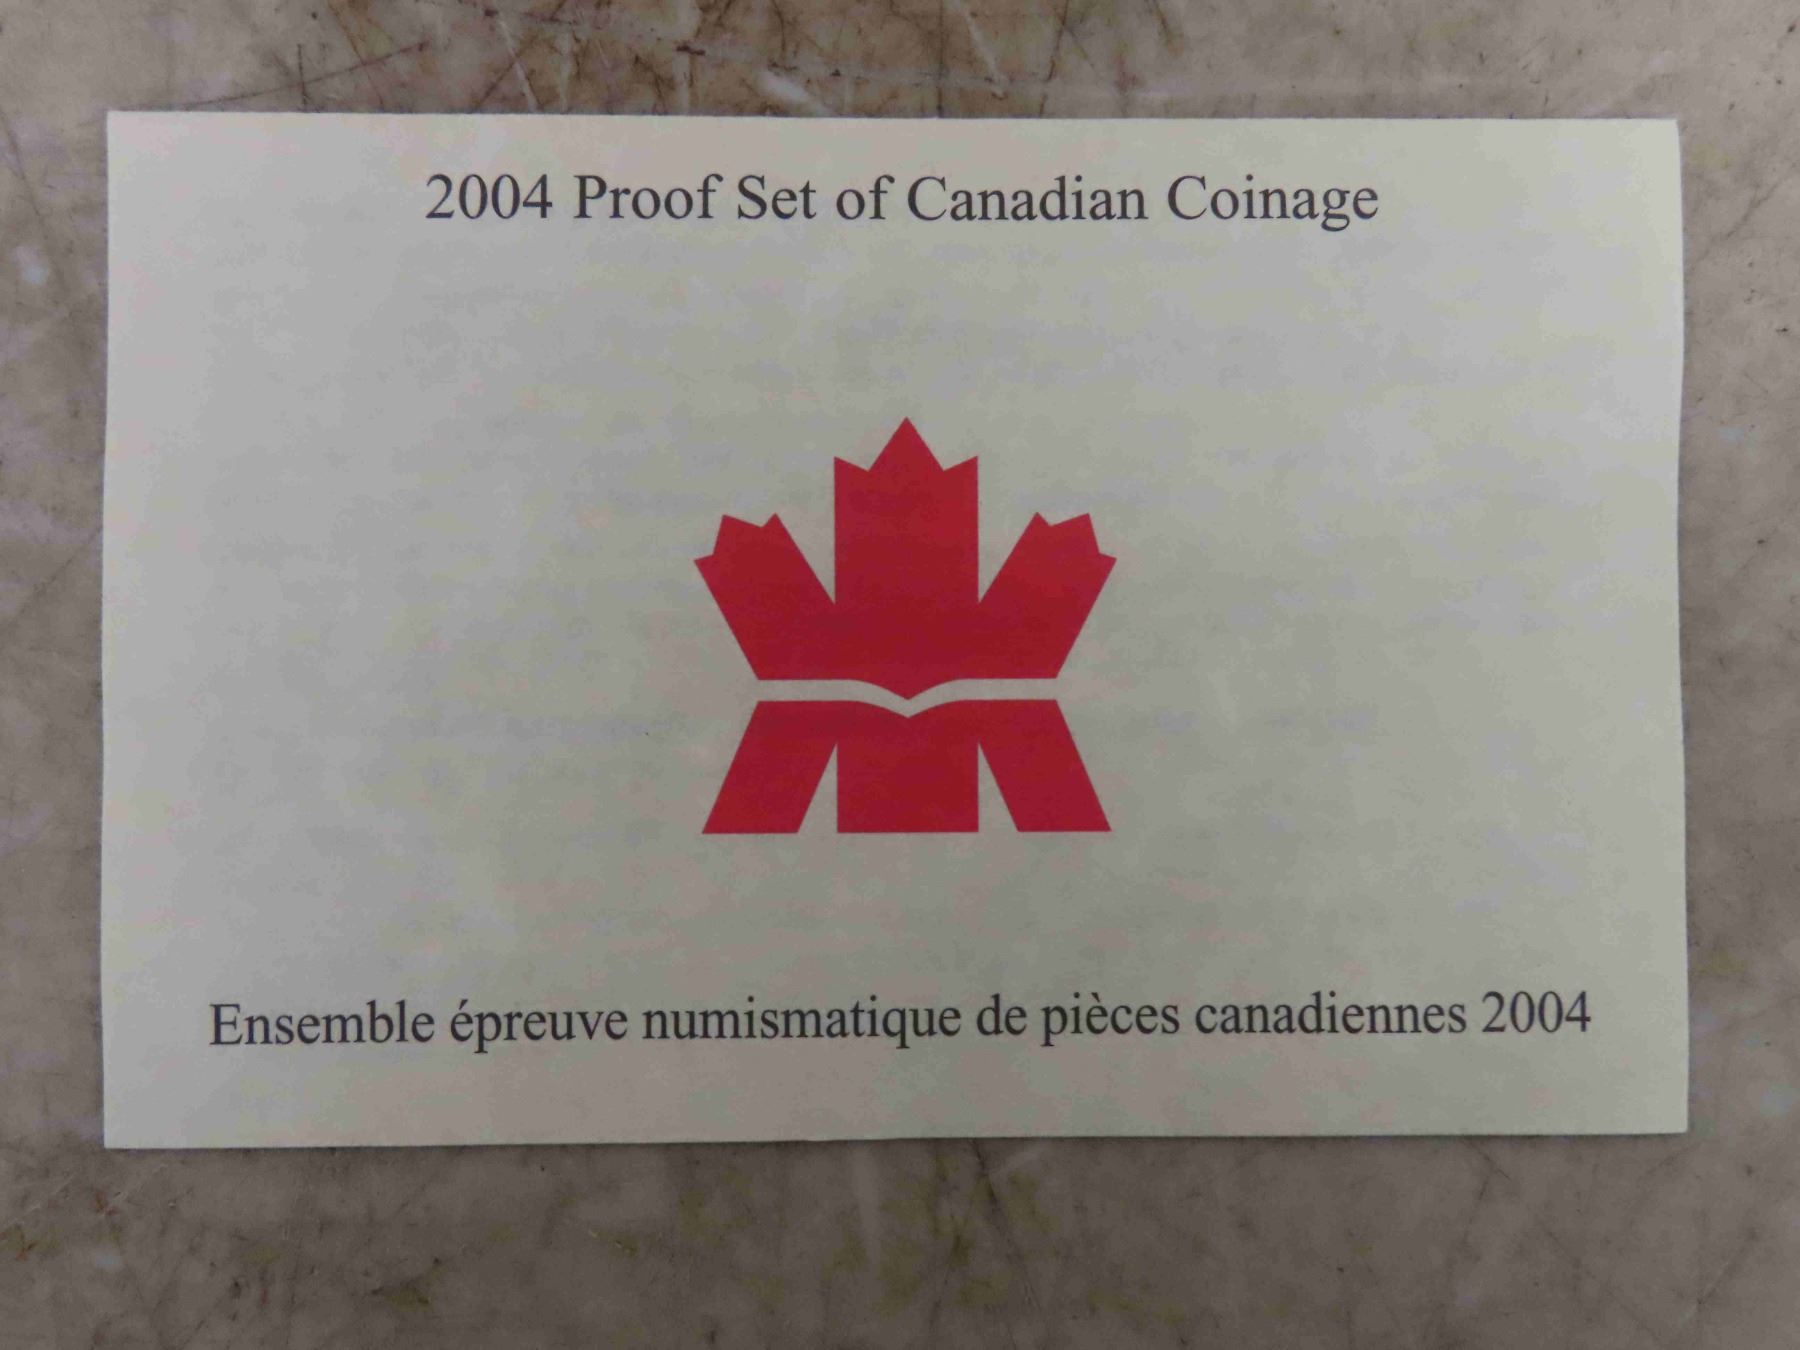 2004 Proof Set of Canadian Coinage
Ensemble épreuve numismatique de pièces canadiennes 2004